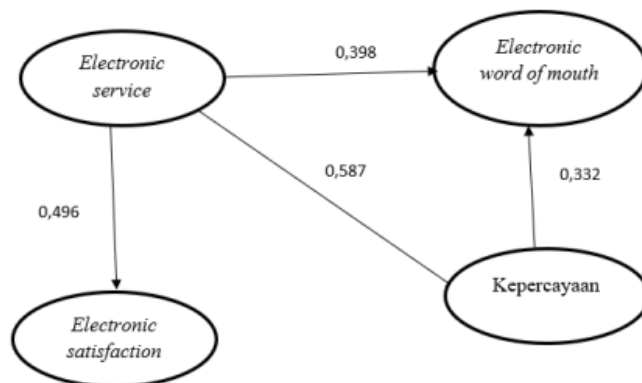 Electronic
service
0,398
Electronic
word of mouth
0,587
0,332
0,496
Kepercayaan
Electronic
satisfaction